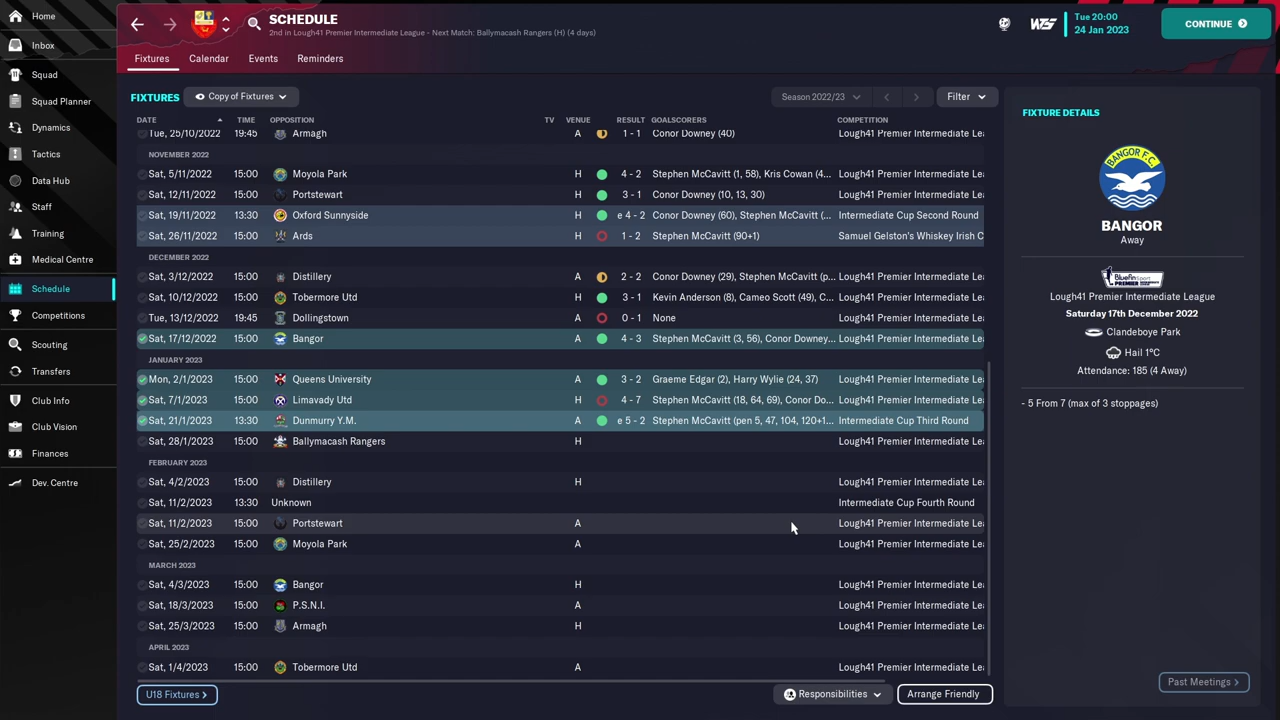 Home
Inbox
Squad
Squad Planner
Dynamics
Tactics
Data Hub
Staff
Training
Medical Centre
Schedule
Competitions
Scouting
Transfers
Club Info
Club Vision
Finances
Dev. Centre
SCHEDULE
2nd in Lough41 Premier Intermediate League - Next Match: Ballymacash Rangers (H) (4 days)
Tue 20:00
24 Jan 2023
CONTINUE
Fixtures Calendar Events Reminders
FIXTURES Copy of Fixtures Season 2022/23 Filter
DATE TIME OPPOSITION TV VENUE RESULT GOALSCORERS COMPETITION
Tue, 25/10/2022 19:45 Armagh A 1 - 1 Conor Downey (40) Lough41 Premier Intermediate Lea
NOVEMBER 2022
Sat, 5/11/2022 15:00 Moyola Park H 4 - 2 Stephen McCavitt (1, 58), Kris Cowan (4... Lough41 Premier Intermediate Lea
Sat, 12/11/2022 15:00 Portstewart H 3 - 1 Conor Downey (10, 13, 30) Lough41 Premier Intermediate Lea
Sat, 19/11/2022 13:30 Oxford Sunnyside H e 4 - 2 Conor Downey (60), Stephen McCavitt (... Intermediate Cup Second Round
Sat, 26/11/2022 15:00 Ards H 1 - 2 Stephen McCavitt (90+1) Samuel Gelston's Whiskey Irish C
DECEMBER 2022
Sat, 3/12/2022 15:00 Distillery A 2 - 2 Conor Downey (29), Stephen McCavitt (p... Lough41 Premier Intermediate Lea
Sat, 10/12/2022 15:00 Tobermore Utd H 3 - 1 Kevin Anderson (8), Cameo Scott (49), C... Lough41 Premier Intermediate Lea
Tue, 13/12/2022 19:45 Dollingstown A 0 - 1 None Lough41 Premier Intermediate Lea
Sat, 17/12/2022 15:00 Bangor A 4 - 3 Stephen McCavitt (3, 56), Conor Downey... Lough41 Premier Intermediate Lea
JANUARY 2023
Mon, 2/1/2023 15:00 Queens University A 3 - 2 Graeme Edgar (2), Harry Wylie (24, 37) Lough41 Premier Intermediate Lea
Sat, 7/1/2023 15:00 Limavady Utd H 4 - 7 Stephen McCavitt (18, 64, 69), Conor Do... Lough41 Premier Intermediate Lea
Sat, 21/1/2023 13:30 Dunmurry Y.M. A e 5 - 2 Stephen McCavitt (pen 5, 47, 104, 120+1... Intermediate Cup Third Round
Sat, 28/1/2023 15:00 Ballymacash Rangers H Lough41 Premier Intermediate Lea
FEBRUARY 2023
Sat, 4/2/2023 15:00 Distillery H Lough41 Premier Intermediate Lea
Sat, 11/2/2023 13:30 Unknown Intermediate Cup Fourth Round
Sat, 11/2/2023 15:00 Portstewart A Lough41 Premier Intermediate Lea
Sat, 25/2/2023 15:00 Moyola Park A Lough41 Premier Intermediate Lea
MARCH 2023
Sat, 4/3/2023 15:00 Bangor H Lough41 Premier Intermediate Lea
Sat, 18/3/2023 15:00 P.S.N.I. A Lough41 Premier Intermediate Lea
Sat, 25/3/2023 15:00 Armagh H Lough41 Premier Intermediate Lea
APRIL 2023
Sat, 1/4/2023 15:00 Tobermore Utd A Lough41 Premier Intermediate Lea
U18 Fixtures > Responsibilities Arrange Friendly
FIXTURE DETAILS
BANGOR F.C.
BANGOR
Away
Lough41 Premier Intermediate League
Saturday 17th December 2022
Clandeboye Park
Hail 1°C
Attendance: 185 (4 Away)
- 5 From 7 (max of 3 stoppages)
Past Meetings >